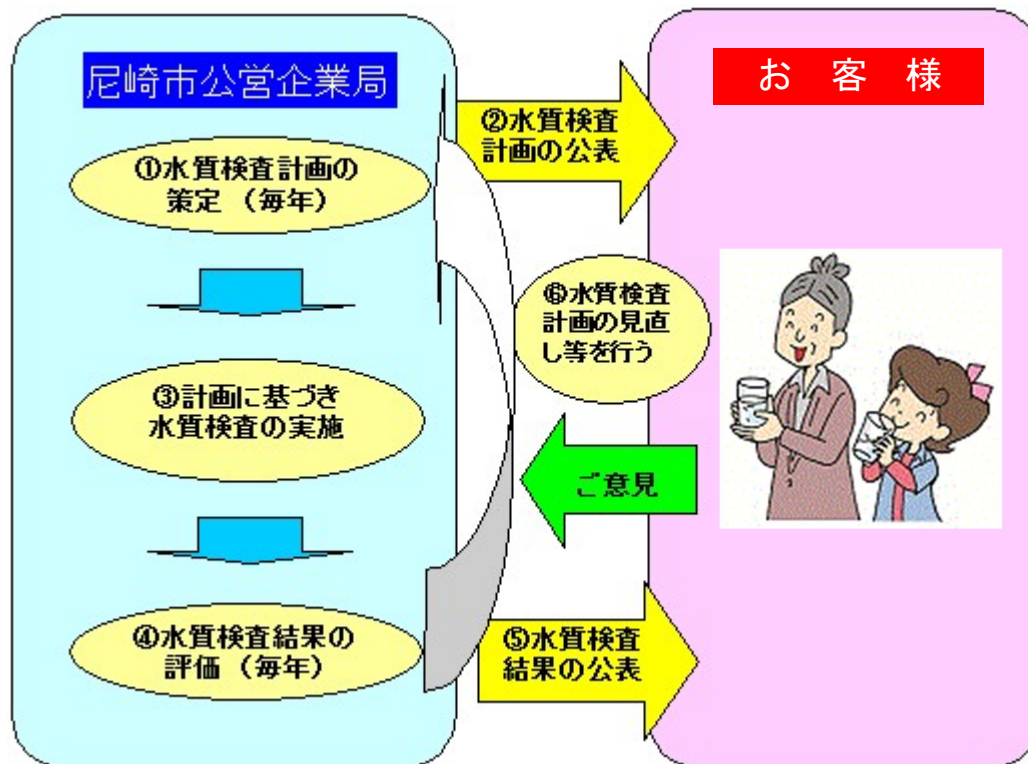 尼崎市公営企業局
お 客 様
①水質検査計画の
策定 （毎年）
②水質検査
計画の公表
③計画に基づき
水質検査の実施
④水質検査結果の
評価 （毎年）
⑤水質検査
結果の公表
ご意見
⑥水質検査
計画の見直
し等を行う